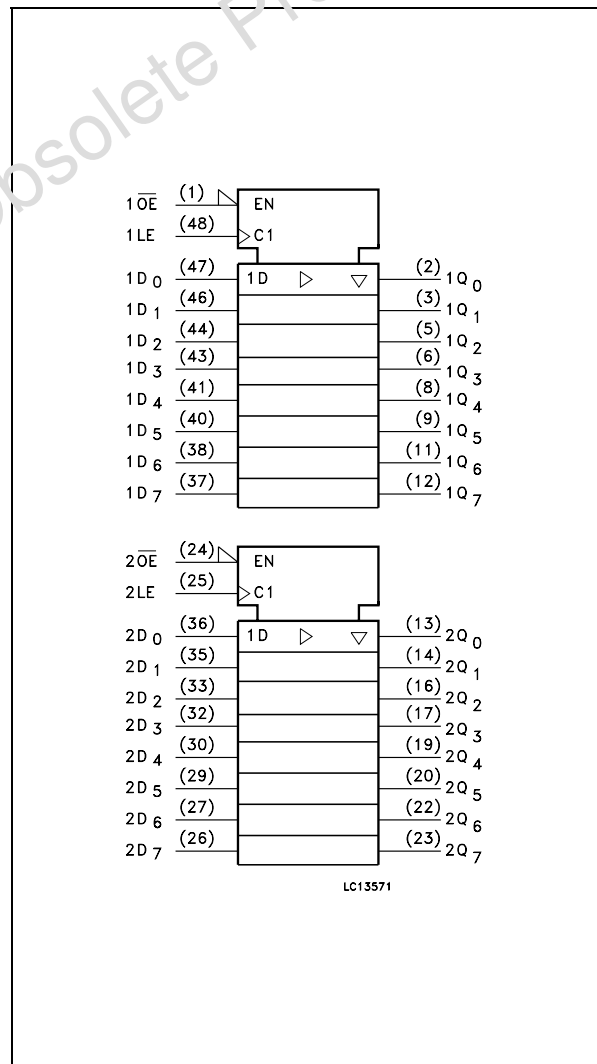 Obsolete Pr
1OE (1) EN
1LE (48) C1
1D0 (47) 1D (2) 1Q0
1D1 (46) (3) 1Q1
1D2 (44) (5) 1Q2
1D3 (43) (6) 1Q3
1D4 (41) (8) 1Q4
1D5 (40) (9) 1Q5
1D6 (38) (11) 1Q6
1D7 (37) (12) 1Q7
2OE (24) EN
2LE (25) C1
2D0 (36) 1D (13) 2Q0
2D1 (35) (14) 2Q1
2D2 (33) (16) 2Q2
2D3 (32) (17) 2Q3
2D4 (30) (19) 2Q4
2D5 (29) (20) 2Q5
2D6 (27) (22) 2Q6
2D7 (26) (23) 2Q7
LC13571